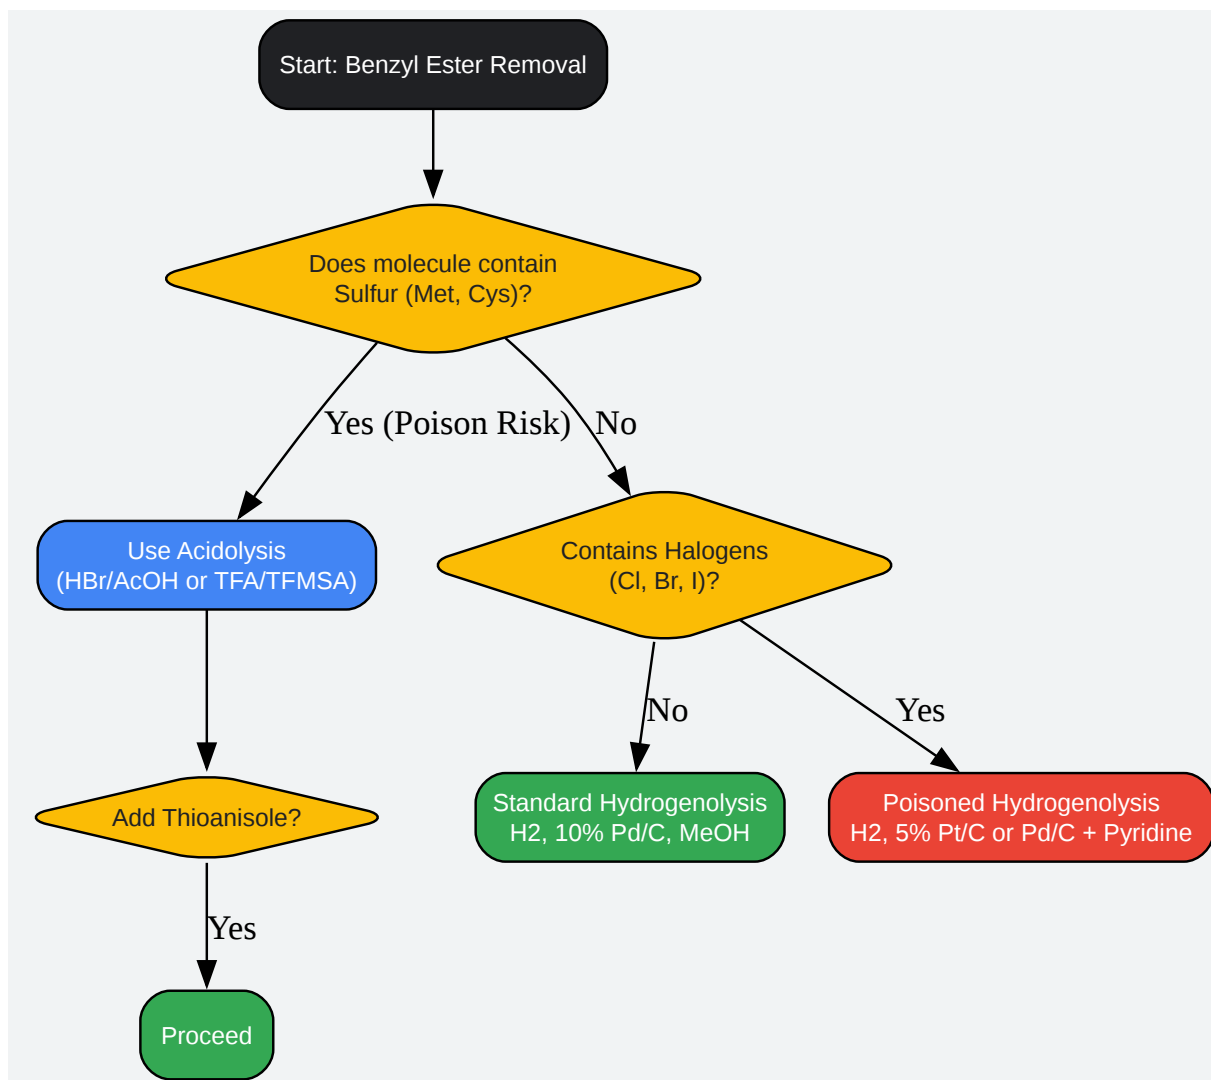 Start: Benzyl Ester Removal
Does molecule contain
Sulfur (Met, Cys)?
Yes (Poison Risk)
No
Use Acidolysis
(HBr/AcOH or TFA/TFMSA)
Contains Halogens
(Cl, Br, I)?
No
Yes
Add Thioanisole?
Standard Hydrogenolysis
H2, 10% Pd/C, MeOH
Poisoned Hydrogenolysis
H2, 5% Pt/C or Pd/C + Pyridine
Yes
Proceed